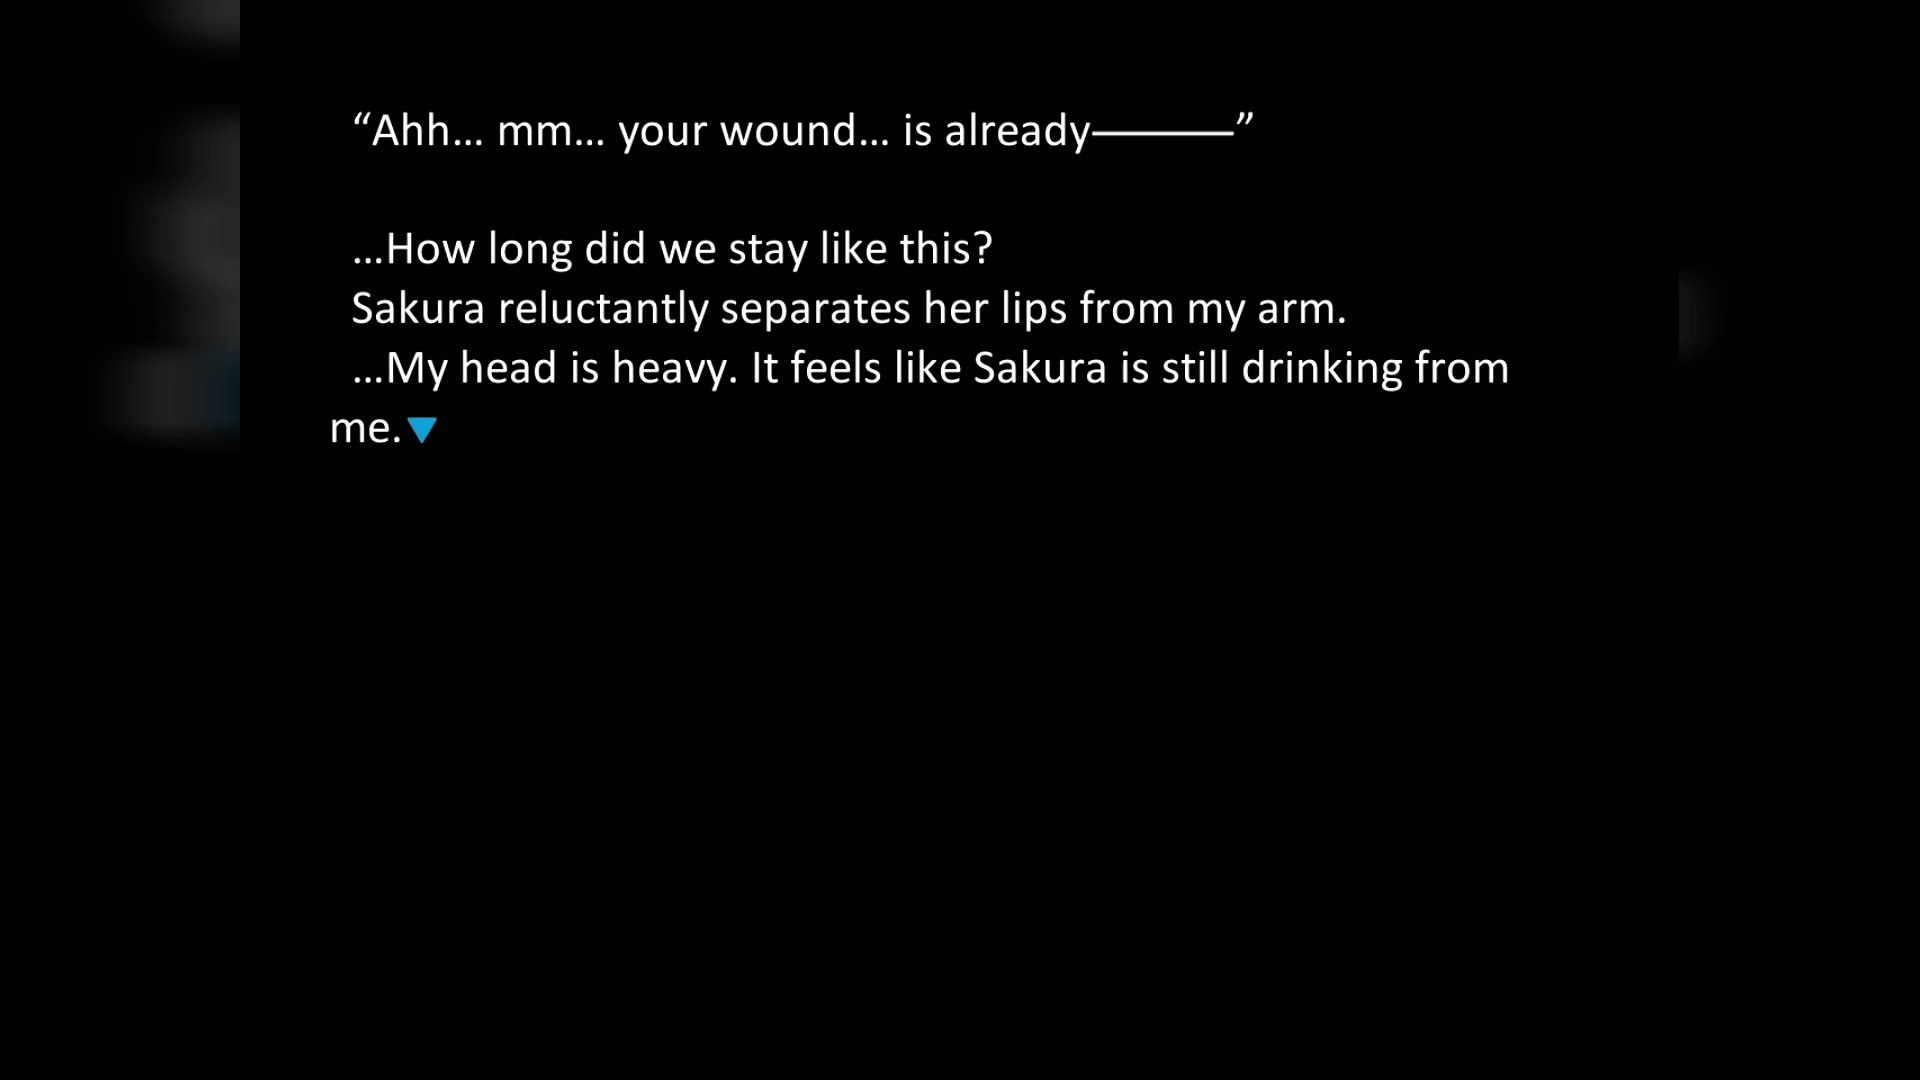 “Ahh… mm… your wound… is already―――”
…How long did we stay like this?
Sakura reluctantly separates her lips from my arm.
…My head is heavy. It feels like Sakura is still drinking from
me.